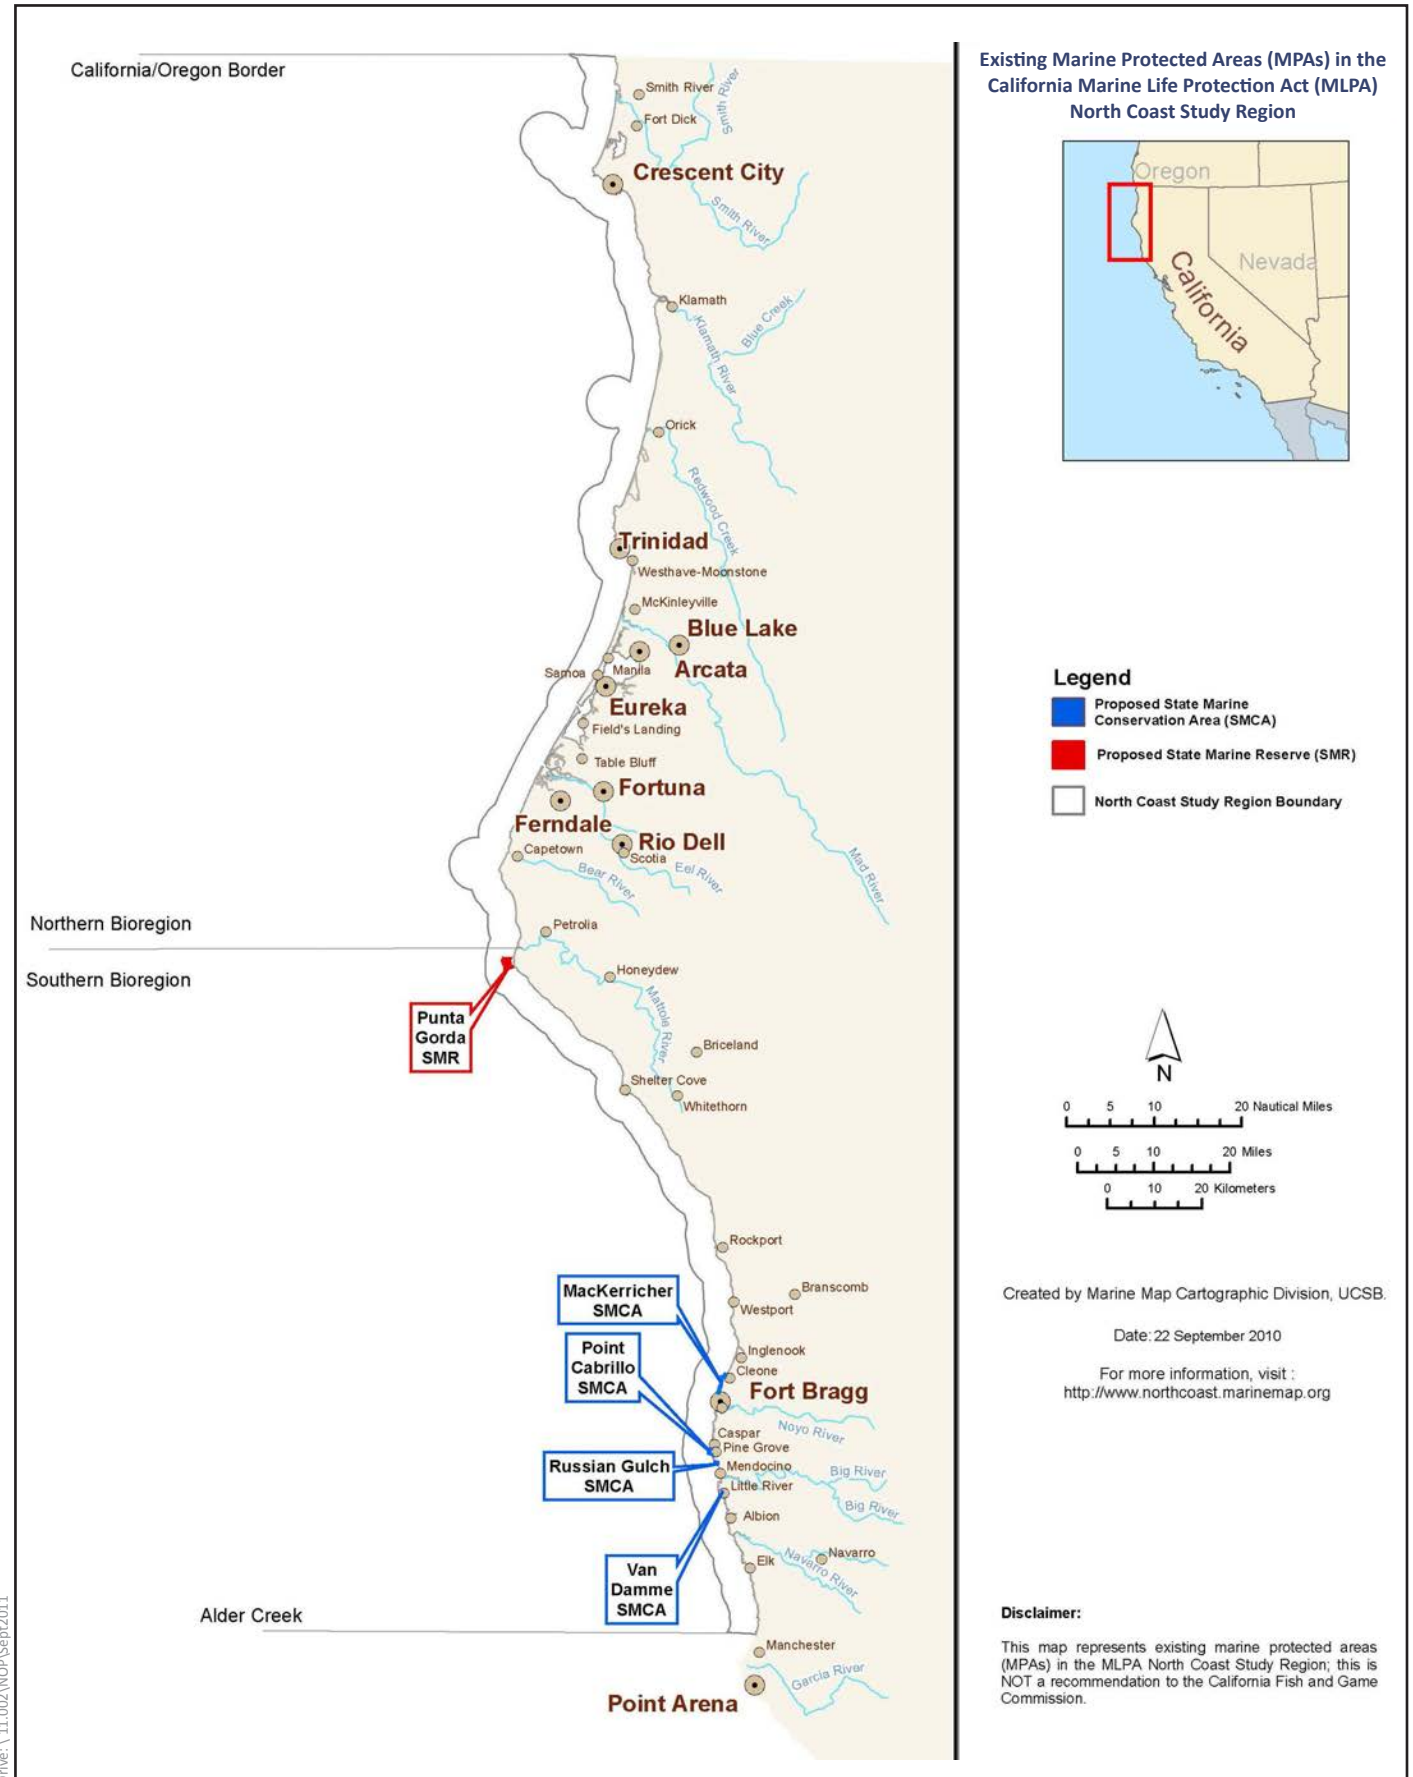 Existing Marine Protected Areas (MPAs) in the
California Marine Life Protection Act (MLPA)
North Coast Study Region
California/Oregon Border
Smith River
Smith River
Fort Dick
Crescent City
Smith River
Klamath
Klamath River
Blue Creek
Orick
Redwood Creek
Trinidad
Westhave-Moonstone
McKinleyville
Blue Lake
Arcata
Manila
Samoa
Eureka
Field's Landing
Table Bluff
Fortuna
Ferndale
Rio Dell
Scotia
Capetown
Bear River
Eel River
Mad River
Northern Bioregion
Petrolia
Southern Bioregion
Honeydew
Mattole River
Punta
Gorda
SMR
Briceland
Shelter Cove
Whitethorn
Rockport
MacKerricher
SMCA
Branscomb
Westport
Point
Cabrillo
SMCA
Inglenook
Cleone
Fort Bragg
Noyo River
Caspar
Pine Grove
Russian Gulch
SMCA
Mendocino
Big River
Little River
Big River
Albion
Van
Damme
SMCA
Elk
Navarro River
Navarro
Alder Creek
Manchester
Garcia River
Point Arena
Oregon
Nevada
California
Legend
Proposed State Marine
Conservation Area (SMCA)
Proposed State Marine Reserve (SMR)
North Coast Study Region Boundary
N
0 5 10 20 Nautical Miles
0 5 10 20 Miles
0 10 20 Kilometers
Created by Marine Map Cartographic Division, UCSB.
Date: 22 September 2010
For more information, visit :
http://www.northcoast.marinemap.org
Disclaimer:
This map represents existing marine protected areas
(MPAs) in the MLPA North Coast Study Region; this is
NOT a recommendation to the California Fish and Game
Commission.
\ 11.002\NOP\Sept2011